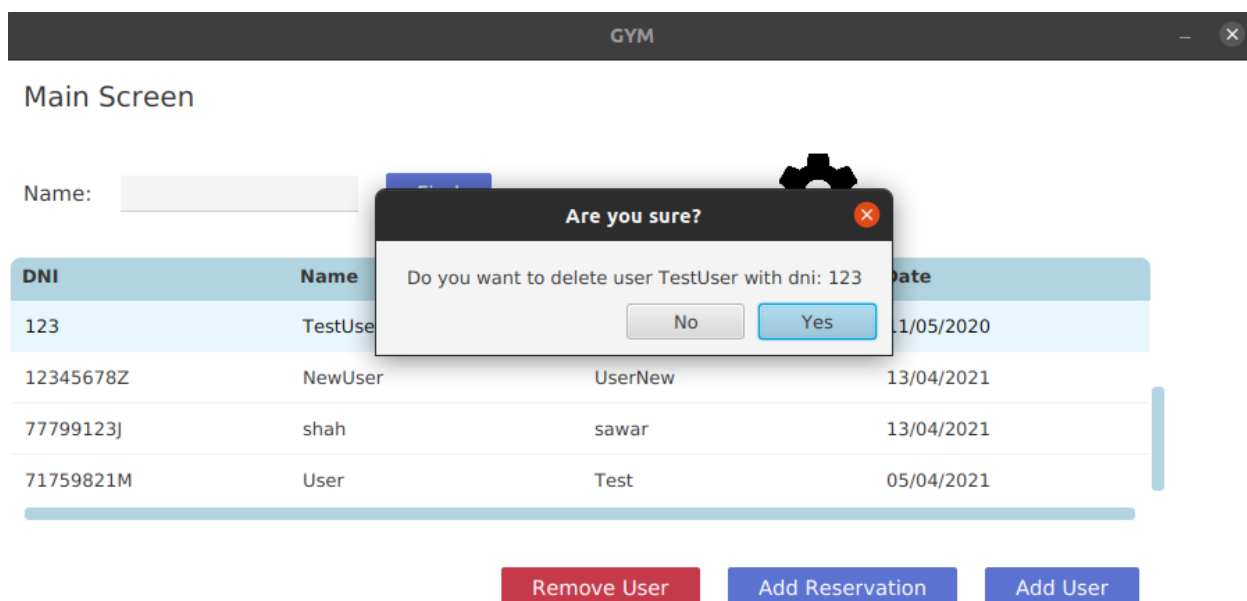 GYM
Main Screen
Name:
Are you sure?
Do you want to delete user TestUser with dni: 123
No Yes
DNI Name
123 TestUse 11/05/2020
12345678Z NewUser UserNew 13/04/2021
77799123J shah sawar 13/04/2021
71759821M User Test 05/04/2021
Remove User Add Reservation Add User